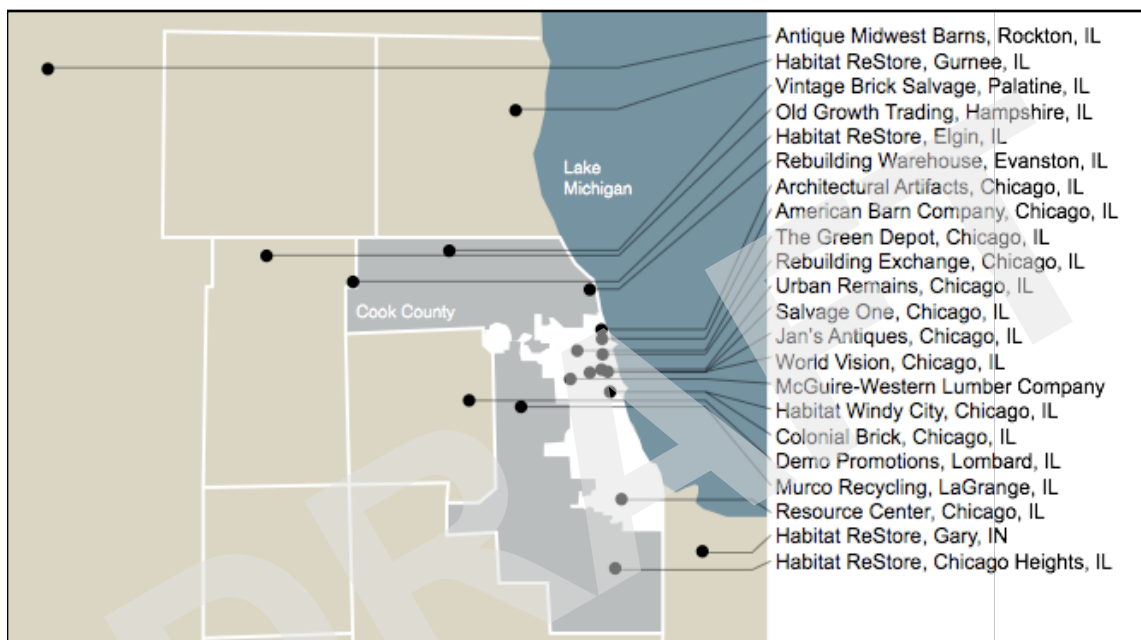 Antique Midwest Barns, Rockton, IL
Habitat ReStore, Gurnee, IL
Vintage Brick Salvage, Palatine, IL
Old Growth Trading, Hampshire, IL
Habitat ReStore, Elgin, IL
Rebuilding Warehouse, Evanston, IL
Architectural Artifacts, Chicago, IL
American Barn Company, Chicago, IL
The Green Depot, Chicago, IL
Rebuilding Exchange, Chicago, IL
Urban Remains, Chicago, IL
Salvage One, Chicago, IL
Jan's Antiques, Chicago, IL
World Vision, Chicago, IL
McGuire-Western Lumber Company
Habitat Windy City, Chicago, IL
Colonial Brick, Chicago, IL
Demo Promotions, Lombard, IL
Murco Recycling, LaGrange, IL
Resource Center, Chicago, IL
Habitat ReStore, Gary, IN
Habitat ReStore, Chicago Heights, IL
Lake
Michigan
Cook County
DRAFT